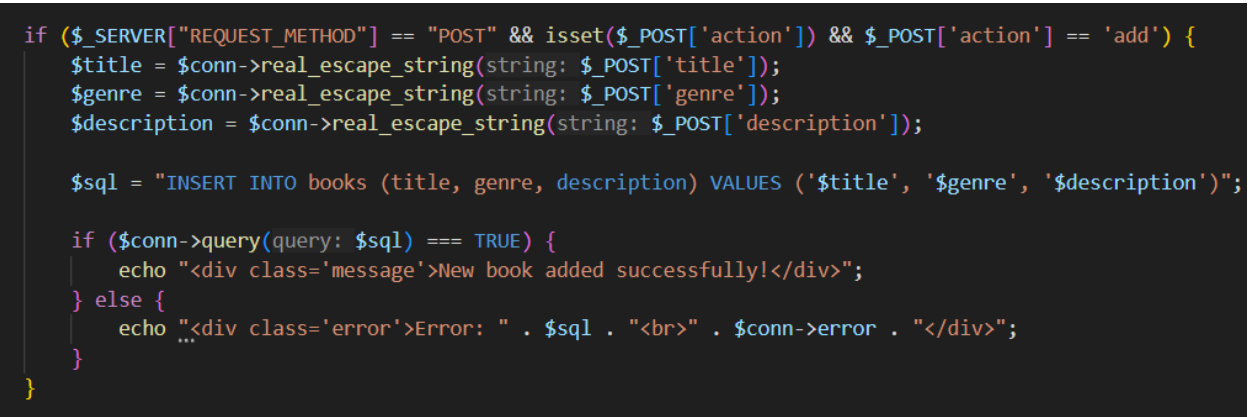 if ($_SERVER["REQUEST_METHOD"] == "POST" && isset($_POST['action']) && $_POST['action'] == 'add') {
    $title = $conn->real_escape_string(string: $_POST['title']);
    $genre = $conn->real_escape_string(string: $_POST['genre']);
    $description = $conn->real_escape_string(string: $_POST['description']);

    $sql = "INSERT INTO books (title, genre, description) VALUES ('$title', '$genre', '$description')";

    if ($conn->query(query: $sql) === TRUE) {
        echo "<div class='message'>New book added successfully!</div>";
    } else {
        echo "<div class='error'>Error: " . $sql . "<br>" . $conn->error . "</div>";
    }
}